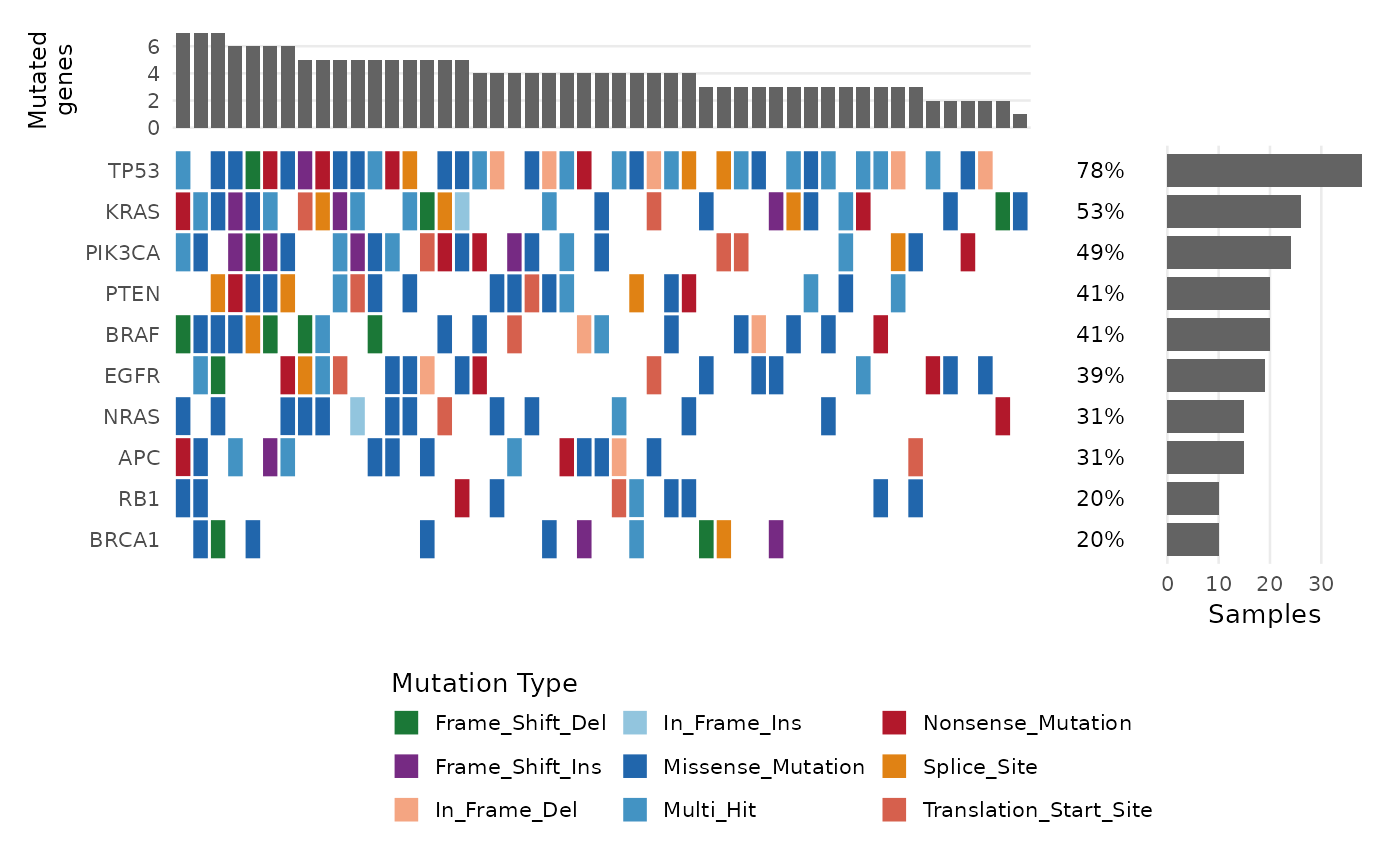 Mutated
genes
6
4
2
0
TP53 78%
KRAS 53%
PIK3CA 49%
PTEN 41%
BRAF 41%
EGFR 39%
NRAS 31%
APC 31%
RB1 20%
BRCA1 20%
0 10 20 30
Samples
Mutation Type
Frame_Shift_Del In_Frame_Ins Nonsense_Mutation
Frame_Shift_Ins Missense_Mutation Splice_Site
In_Frame_Del Multi_Hit Translation_Start_Site